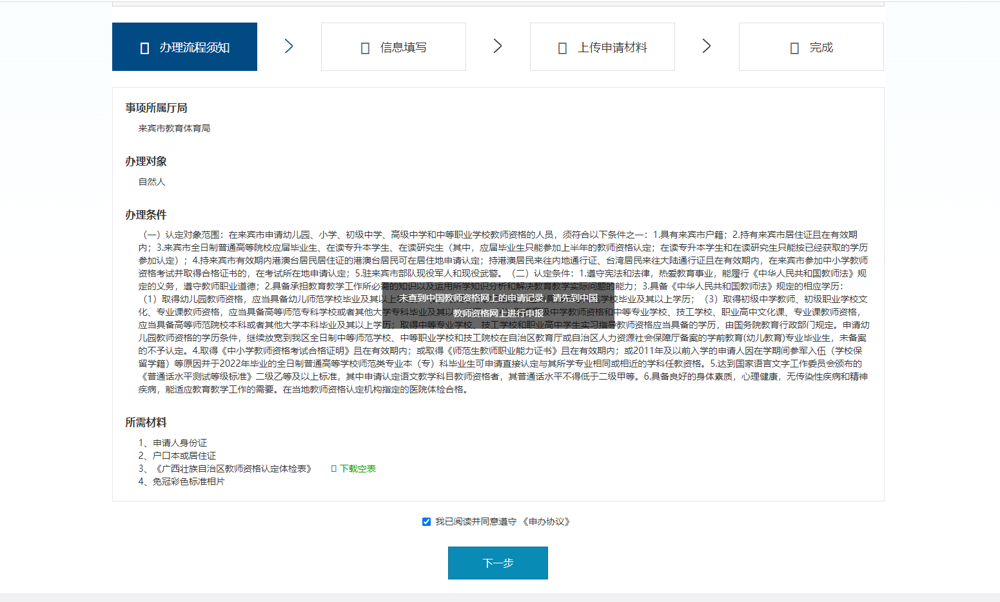 办理流程须知
信息填写
上传申请材料
完成
事项所属厅局
来宾市教育体育局
办理对象
自然人
办理条件
（一）认定对象范围：在来宾市申请幼儿园、小学、初级中学、高级中学和中等职业学校教师资格的人员，须符合以下条件之一：1.具有来宾市户籍；2.持有来宾市居住证且在有效期
内；3.来宾市全日制普通高等院校应届毕业生、在读专升本学生、在读研究生（其中，应届毕业生只能参加上半年的教师资格认定；在读专升本学生和在读研究生只能按已经获取的学历
参加认定）；4.持来宾市有效期内港澳台居民居住证的港澳台居民可在居住地申请认定；持港澳居民来往内地通行证、台湾居民来往大陆通行证且在有效期内，在来宾市参加中小学教师
资格考试并取得合格证书的，在考试所在地申请认定；5.驻来宾市部队现役军人和现役武警。（二）认定条件：1.遵守宪法和法律，热爱教育事业，能履行《中华人民共和国教师法》规
定的义务，遵守教师职业道德；2.具备承担教育教学工作所必需的知识以及运用所学知识分析和解决教育教学实际问题的能力；3.具备《中华人民共和国教师法》规定的相应学历：
（1）取得幼儿园教师资格，应当具备幼儿师范学校毕业及其以上学校毕业及其以上学历；（3）取得初级中学教师、初级职业学校文
未查到中国教师资格网上的申请记录，请先到中国
教师资格网上进行申报
化、专业课教师资格，应当具备高等师范专科学校或者其他大学专科毕业及其以级中学教师资格和中等专业学校、技工学校、职业高中文化课、专业课教师资格，
应当具备高等师范院校本科或者其他大学本科毕业及其以上学历；取得中等专业学校、技工学校和职业高中学生实习指导教师资格应当具备的学历，由国务院教育行政部门规定。申请幼
儿园教师资格的学历条件，继续放宽到我区全日制中等师范学校、中等职业学校和技工院校在自治区教育厅或自治区人力资源社会保障厅备案的学前教育(幼儿教育)专业毕业生，未备案
的不予认定。4.取得《中小学教师资格考试合格证明》且在有效期内；或取得《师范生教师职业能力证书》且在有效期内；或2011年及以前入学的申请人因在学期间参军入伍（学校保
留学籍）等原因并于2022年毕业的全日制普通高等学校师范类专业本（专）科毕业生可申请直接认定与其所学专业相同或相近的学科任教资格。5.达到国家语言文字工作委员会颁布的
《普通话水平测试等级标准》二级乙等及以上标准，其中申请认定语文教学科目教师资格者，其普通话水平不得低于二级甲等。6.具备良好的身体素质，心理健康，无传染性疾病和精神
疾病，能适应教育教学工作的需要。在当地教师资格认定机构指定的医院体检合格。
所需材料
1、申请人身份证
2、户口本或居住证
3、《广西壮族自治区教师资格认定体检表》 下载空表
4、免冠彩色标准相片
我已阅读并同意遵守 《申办协议》
下一步